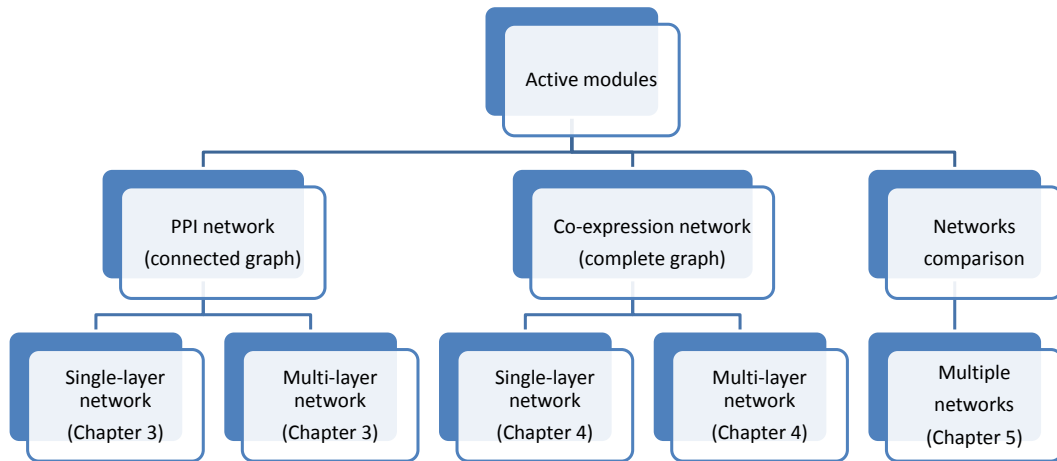 Active modules
PPI network
(connected graph)
Co-expression network
(complete graph)
Networks
comparison
Single-layer
network
(Chapter 3)
Multi-layer
network
(Chapter 3)
Single-layer
network
(Chapter 4)
Multi-layer
network
(Chapter 4)
Multiple
networks
(Chapter 5)